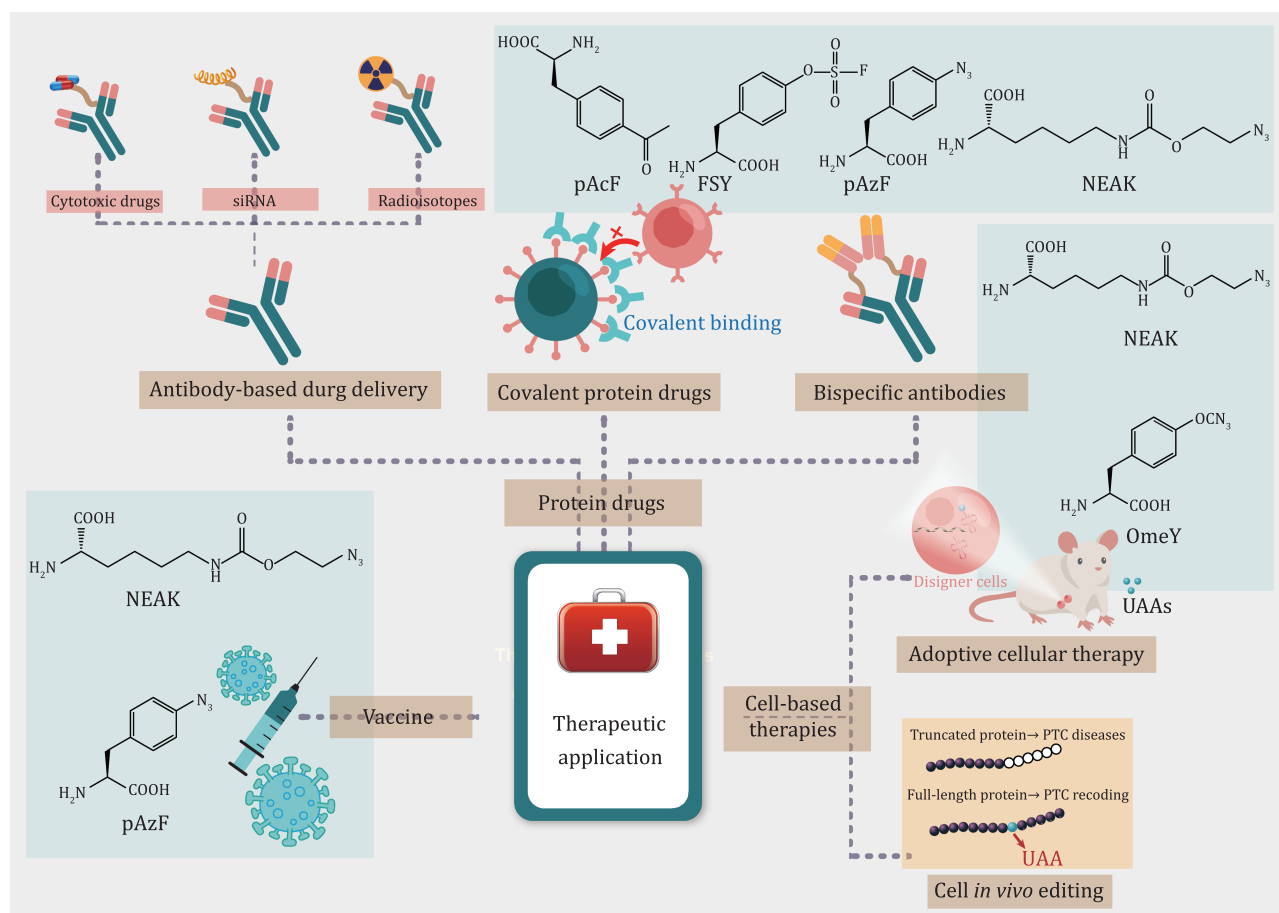 Cytotoxic drugs
siRNA
Radioisotopes
HOOC
NH2
O
pAcF
O
O
S
F
O
H2N
COOH
FSY
N3
H2N
COOH
pAzF
COOH
H2N
N
H
O
O
N3
NEAK
Covalent binding
COOH
H2N
N
H
O
O
N3
NEAK
OCN3
H2N
COOH
OmeY
Antibody-based durg delivery
Covalent protein drugs
Bispecific antibodies
Protein drugs
COOH
H2N
N
H
O
O
N3
NEAK
N3
H2N
COOH
pAzF
Vaccine
Therapeutic
application
Disigner cells
UAAs
Adoptive cellular therapy
Cell-based
therapies
Truncated protein→ PTC diseases
Full-length protein→ PTC recoding
UAA
Cell in vivo editing